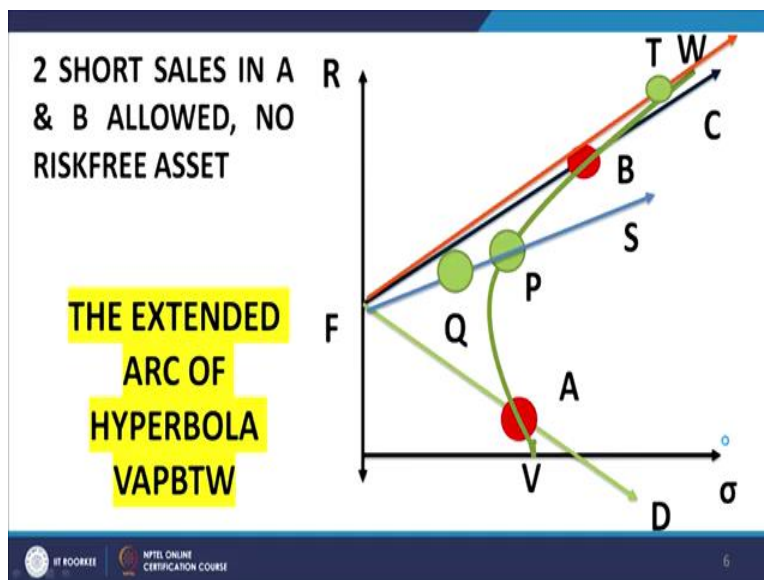 2 SHORT SALES IN A
& B ALLOWED, NO
RISKFREE ASSET
THE EXTENDED
ARC OF
HYPERBOLA
VAPBTW
R
T W
C
B
S
P
F
Q
A
V
σ
D
IIT ROORKEE
NPTEL ONLINE
CERTIFICATION COURSE
6